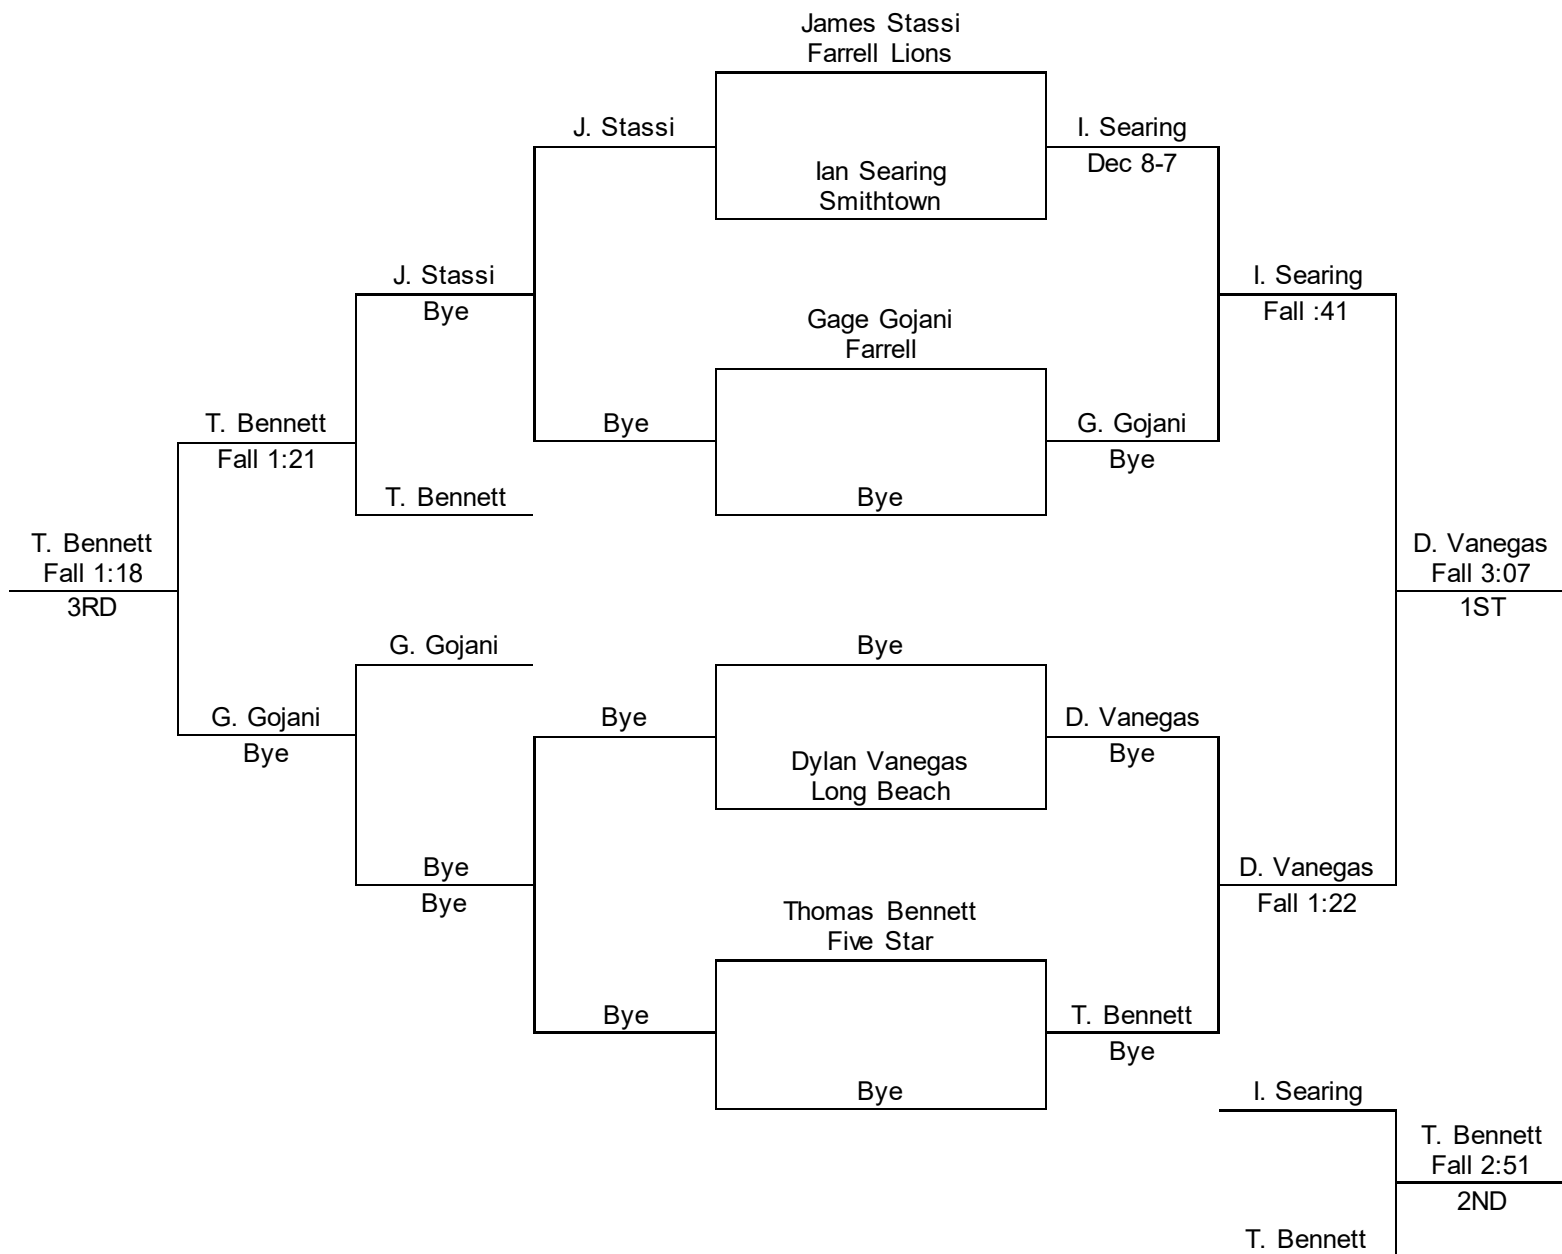 James Stassi
Farrell Lions
J. Stassi
I. Searing
Dec 8-7
Ian Searing
Smithtown
J. Stassi
Bye
I. Searing
Fall :41
Gage Gojani
Farrell
T. Bennett
Fall 1:21
Bye
G. Gojani
Bye
T. Bennett
Bye
T. Bennett
Fall 1:18
3RD
D. Vanegas
Fall 3:07
1ST
G. Gojani
Bye
G. Gojani
Bye
Bye
D. Vanegas
Bye
Dylan Vanegas
Long Beach
Bye
Bye
D. Vanegas
Fall 1:22
Thomas Bennett
Five Star
Bye
T. Bennett
Bye
Bye
I. Searing
T. Bennett
Fall 2:51
2ND
T. Bennett